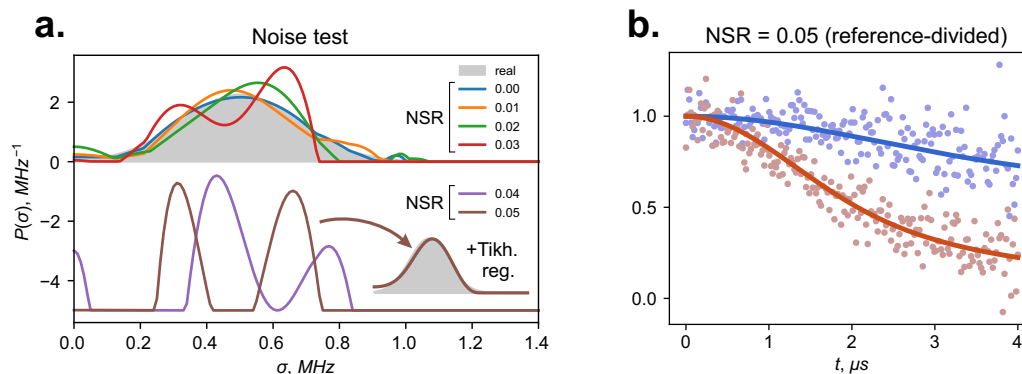 a.
Noise test
real
NSR
0.00
0.01
0.02
0.03
NSR
0.04
0.05
+Tikh.
reg.
P(σ), MHz⁻¹
2
0
−2
−4
0.0 0.2 0.4 0.6 0.8 1.0 1.2 1.4
σ, MHz
b.
NSR = 0.05 (reference-divided)
1.0
0.5
0.0
0 1 2 3 4
t, μs